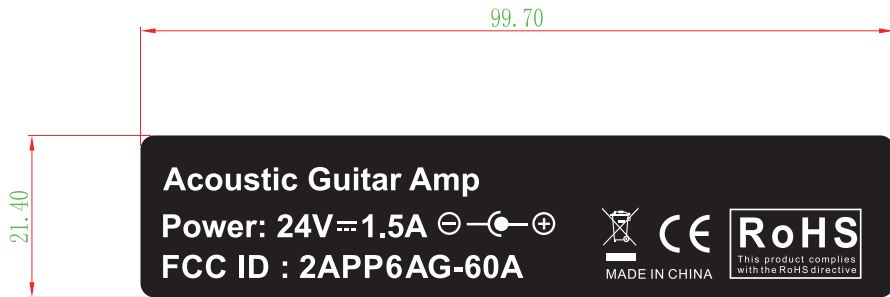 99.70
21.40
Acoustic Guitar Amp
Power: 24V⎓1.5A ⊖-⊕
FCC ID : 2APP6AG-60A
MADE IN CHINA
CE
RoHS
This product complies
with the RoHS directive